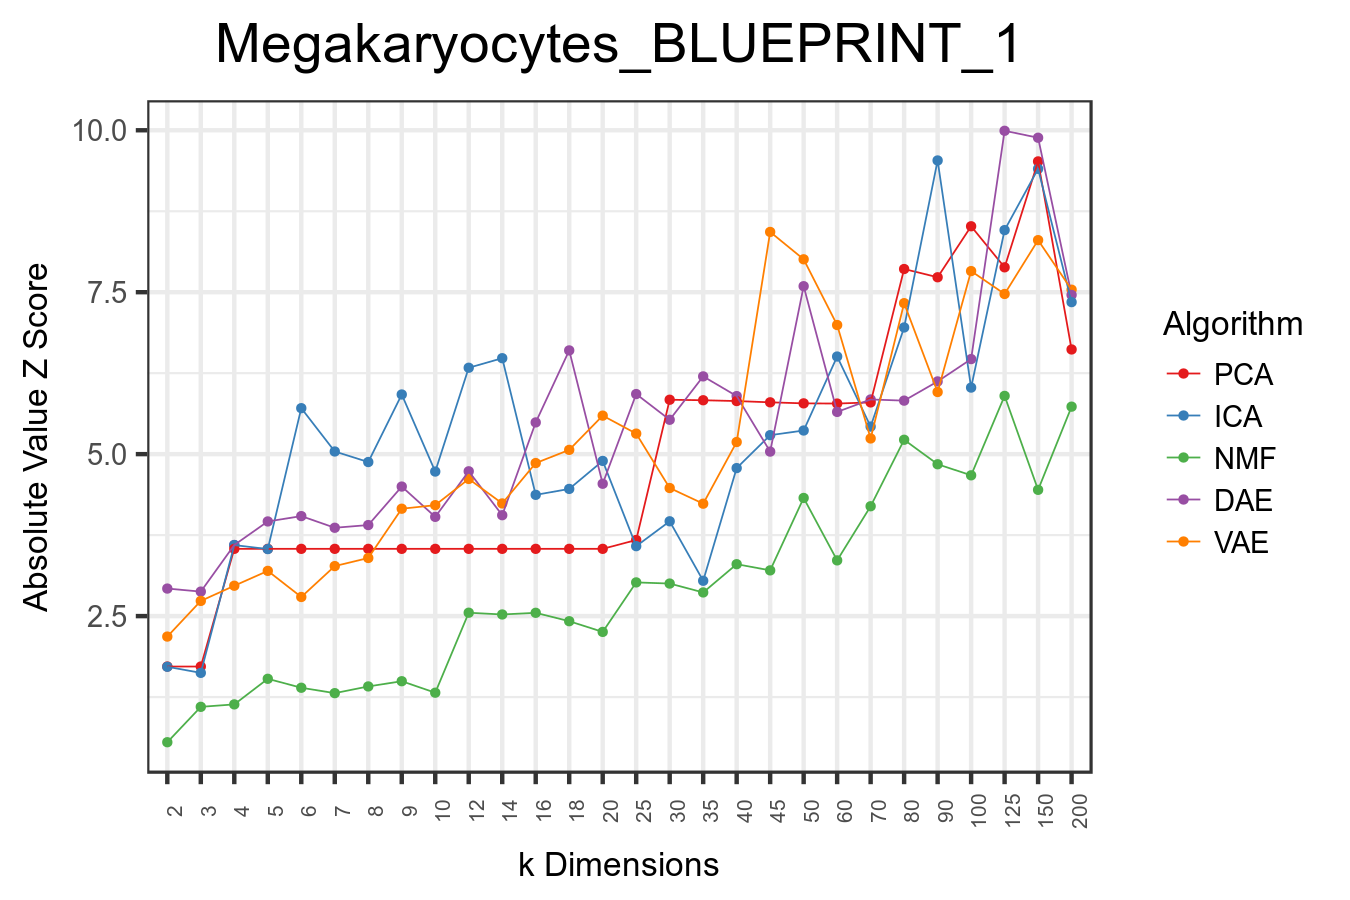 Megakaryocytes_BLUEPRINT_1
Absolute Value Z Score
10.0
7.5
5.0
2.5
2 3 4 5 6 7 8 9 10 12 14 16 18 20 25 30 35 40 45 50 60 70 80 90 100 125 150 200
k Dimensions
Algorithm
PCA
ICA
NMF
DAE
VAE